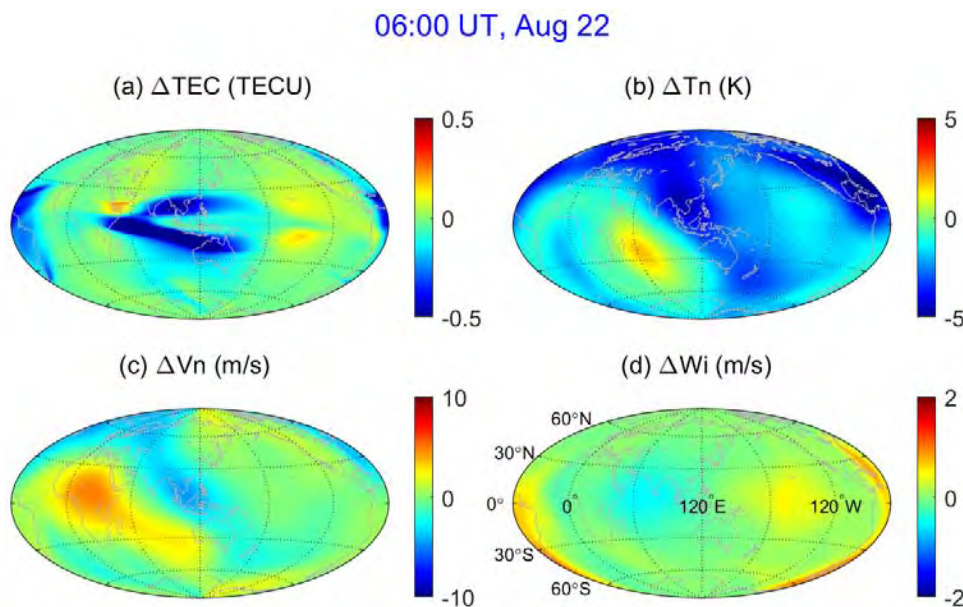 06:00 UT, Aug 22
(a) ΔTEC (TECU)
0.5
0
-0.5
(b) ΔTn (K)
5
0
-5
(c) ΔVn (m/s)
10
0
-10
(d) ΔWi (m/s)
60°N
30°N
0°
30°S
60°S
0°
120°E
120°W
2
0
-2